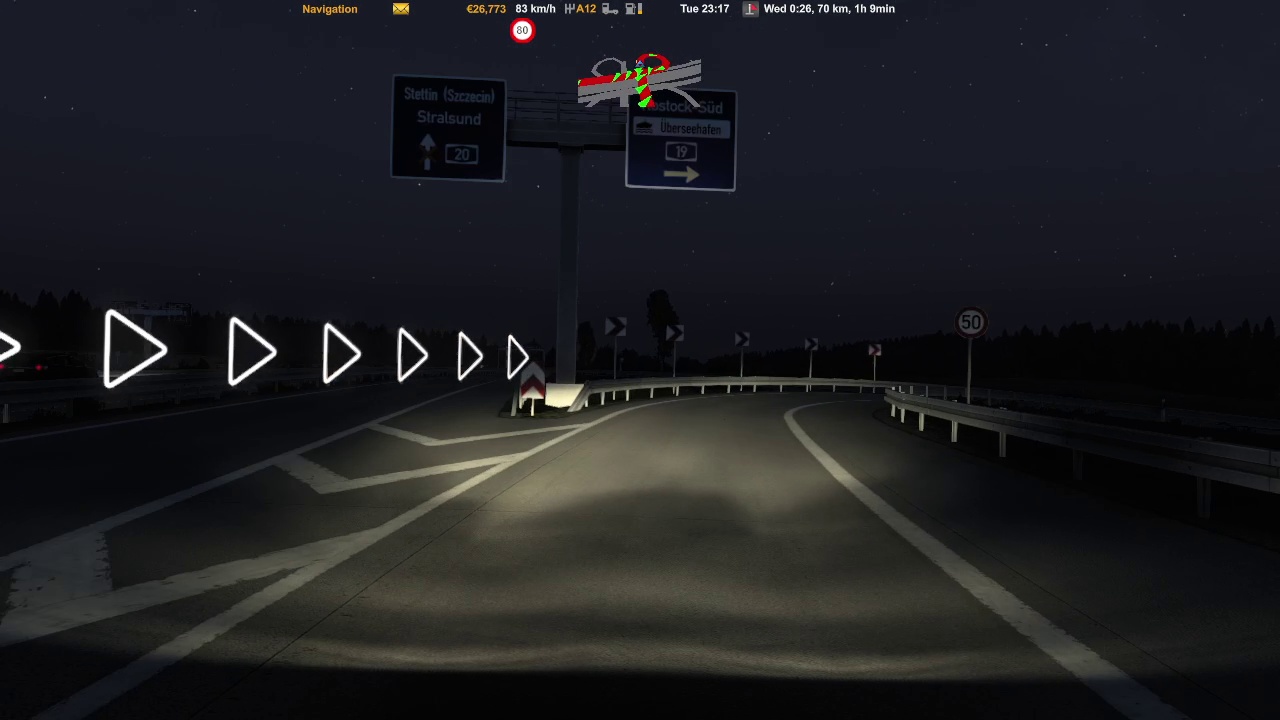 Navigation €26,773 83 km/h A12 Tue 23:17 Wed 0:26, 70 km, 1h 9min
80
Stettin (Szczecin)
Stralsund
20
Überseehafen
19
50